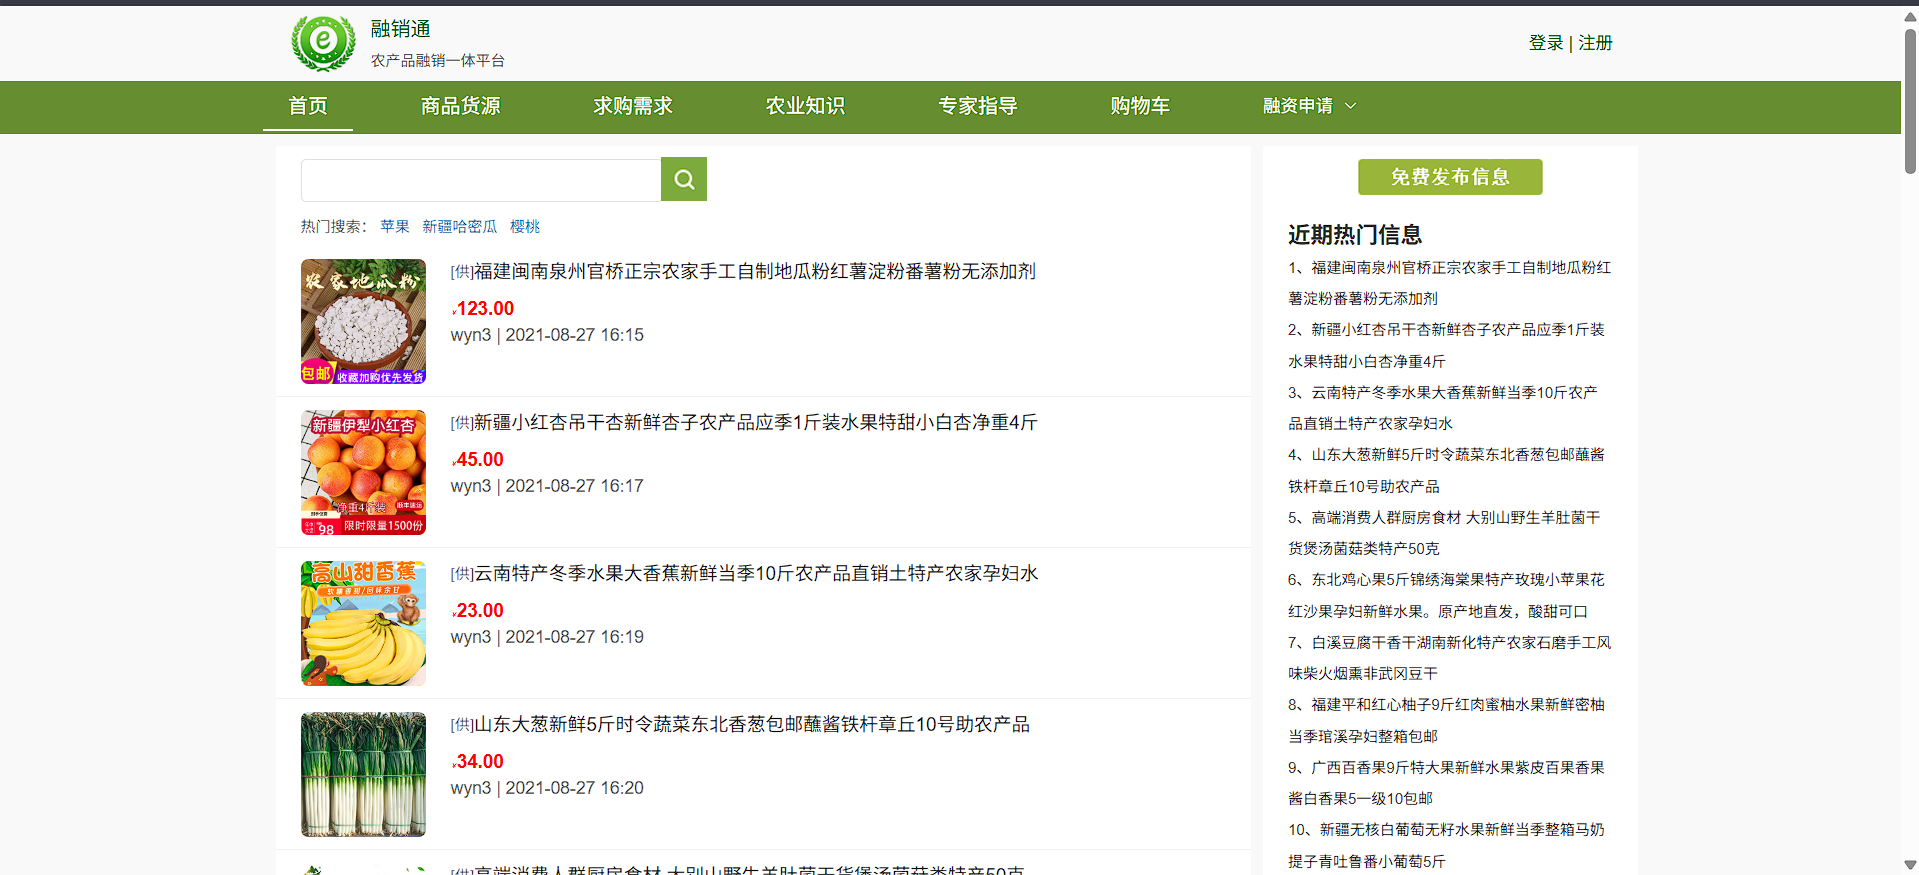 融销通
农产品融销一体平台
登录 | 注册
首页 商品货源 求购需求 农业知识 专家指导 购物车 融资申请
热门搜索： 苹果 新疆哈密瓜 樱桃
农家地瓜粉
包邮
收藏加购优先发货
[供]福建闽南泉州官桥正宗农家手工自制地瓜粉红薯淀粉番薯粉无添加剂
¥123.00
wyn3 | 2021-08-27 16:15
新疆伊犁小红杏
净重4斤装
顺丰速运
98
限时限量1500份
[供]新疆小红杏吊干杏新鲜杏子农产品应季1斤装水果特甜小白杏净重4斤
¥45.00
wyn3 | 2021-08-27 16:17
高山甜香蕉
软糯香甜/回味余甘
[供]云南特产冬季水果大香蕉新鲜当季10斤农产品直销土特产农家孕妇水
¥23.00
wyn3 | 2021-08-27 16:19
[供]山东大葱新鲜5斤时令蔬菜东北香葱包邮蘸酱铁杆章丘10号助农产品
¥34.00
wyn3 | 2021-08-27 16:20
[供]高端消费人群厨房食材 大别山野生羊肚菌干货煲汤菌菇类特产50克
免费发布信息
近期热门信息
1、福建闽南泉州官桥正宗农家手工自制地瓜粉红
薯淀粉番薯粉无添加剂
2、新疆小红杏吊干杏新鲜杏子农产品应季1斤装
水果特甜小白杏净重4斤
3、云南特产冬季水果大香蕉新鲜当季10斤农产
品直销土特产农家孕妇水
4、山东大葱新鲜5斤时令蔬菜东北香葱包邮蘸酱
铁杆章丘10号助农产品
5、高端消费人群厨房食材 大别山野生羊肚菌干
货煲汤菌菇类特产50克
6、东北鸡心果5斤锦绣海棠果特产玫瑰小苹果花
红沙果孕妇新鲜水果。原产地直发，酸甜可口
7、白溪豆腐干香干湖南新化特产农家石磨手工风
味柴火烟熏非武冈豆干
8、福建平和红心柚子9斤红肉蜜柚水果新鲜密柚
当季琯溪孕妇整箱包邮
9、广西百香果9斤特大果新鲜水果紫皮百果香果
酱白香果5一级10包邮
10、新疆无核白葡萄无籽水果新鲜当季整箱马奶
提子青吐鲁番小葡萄5斤